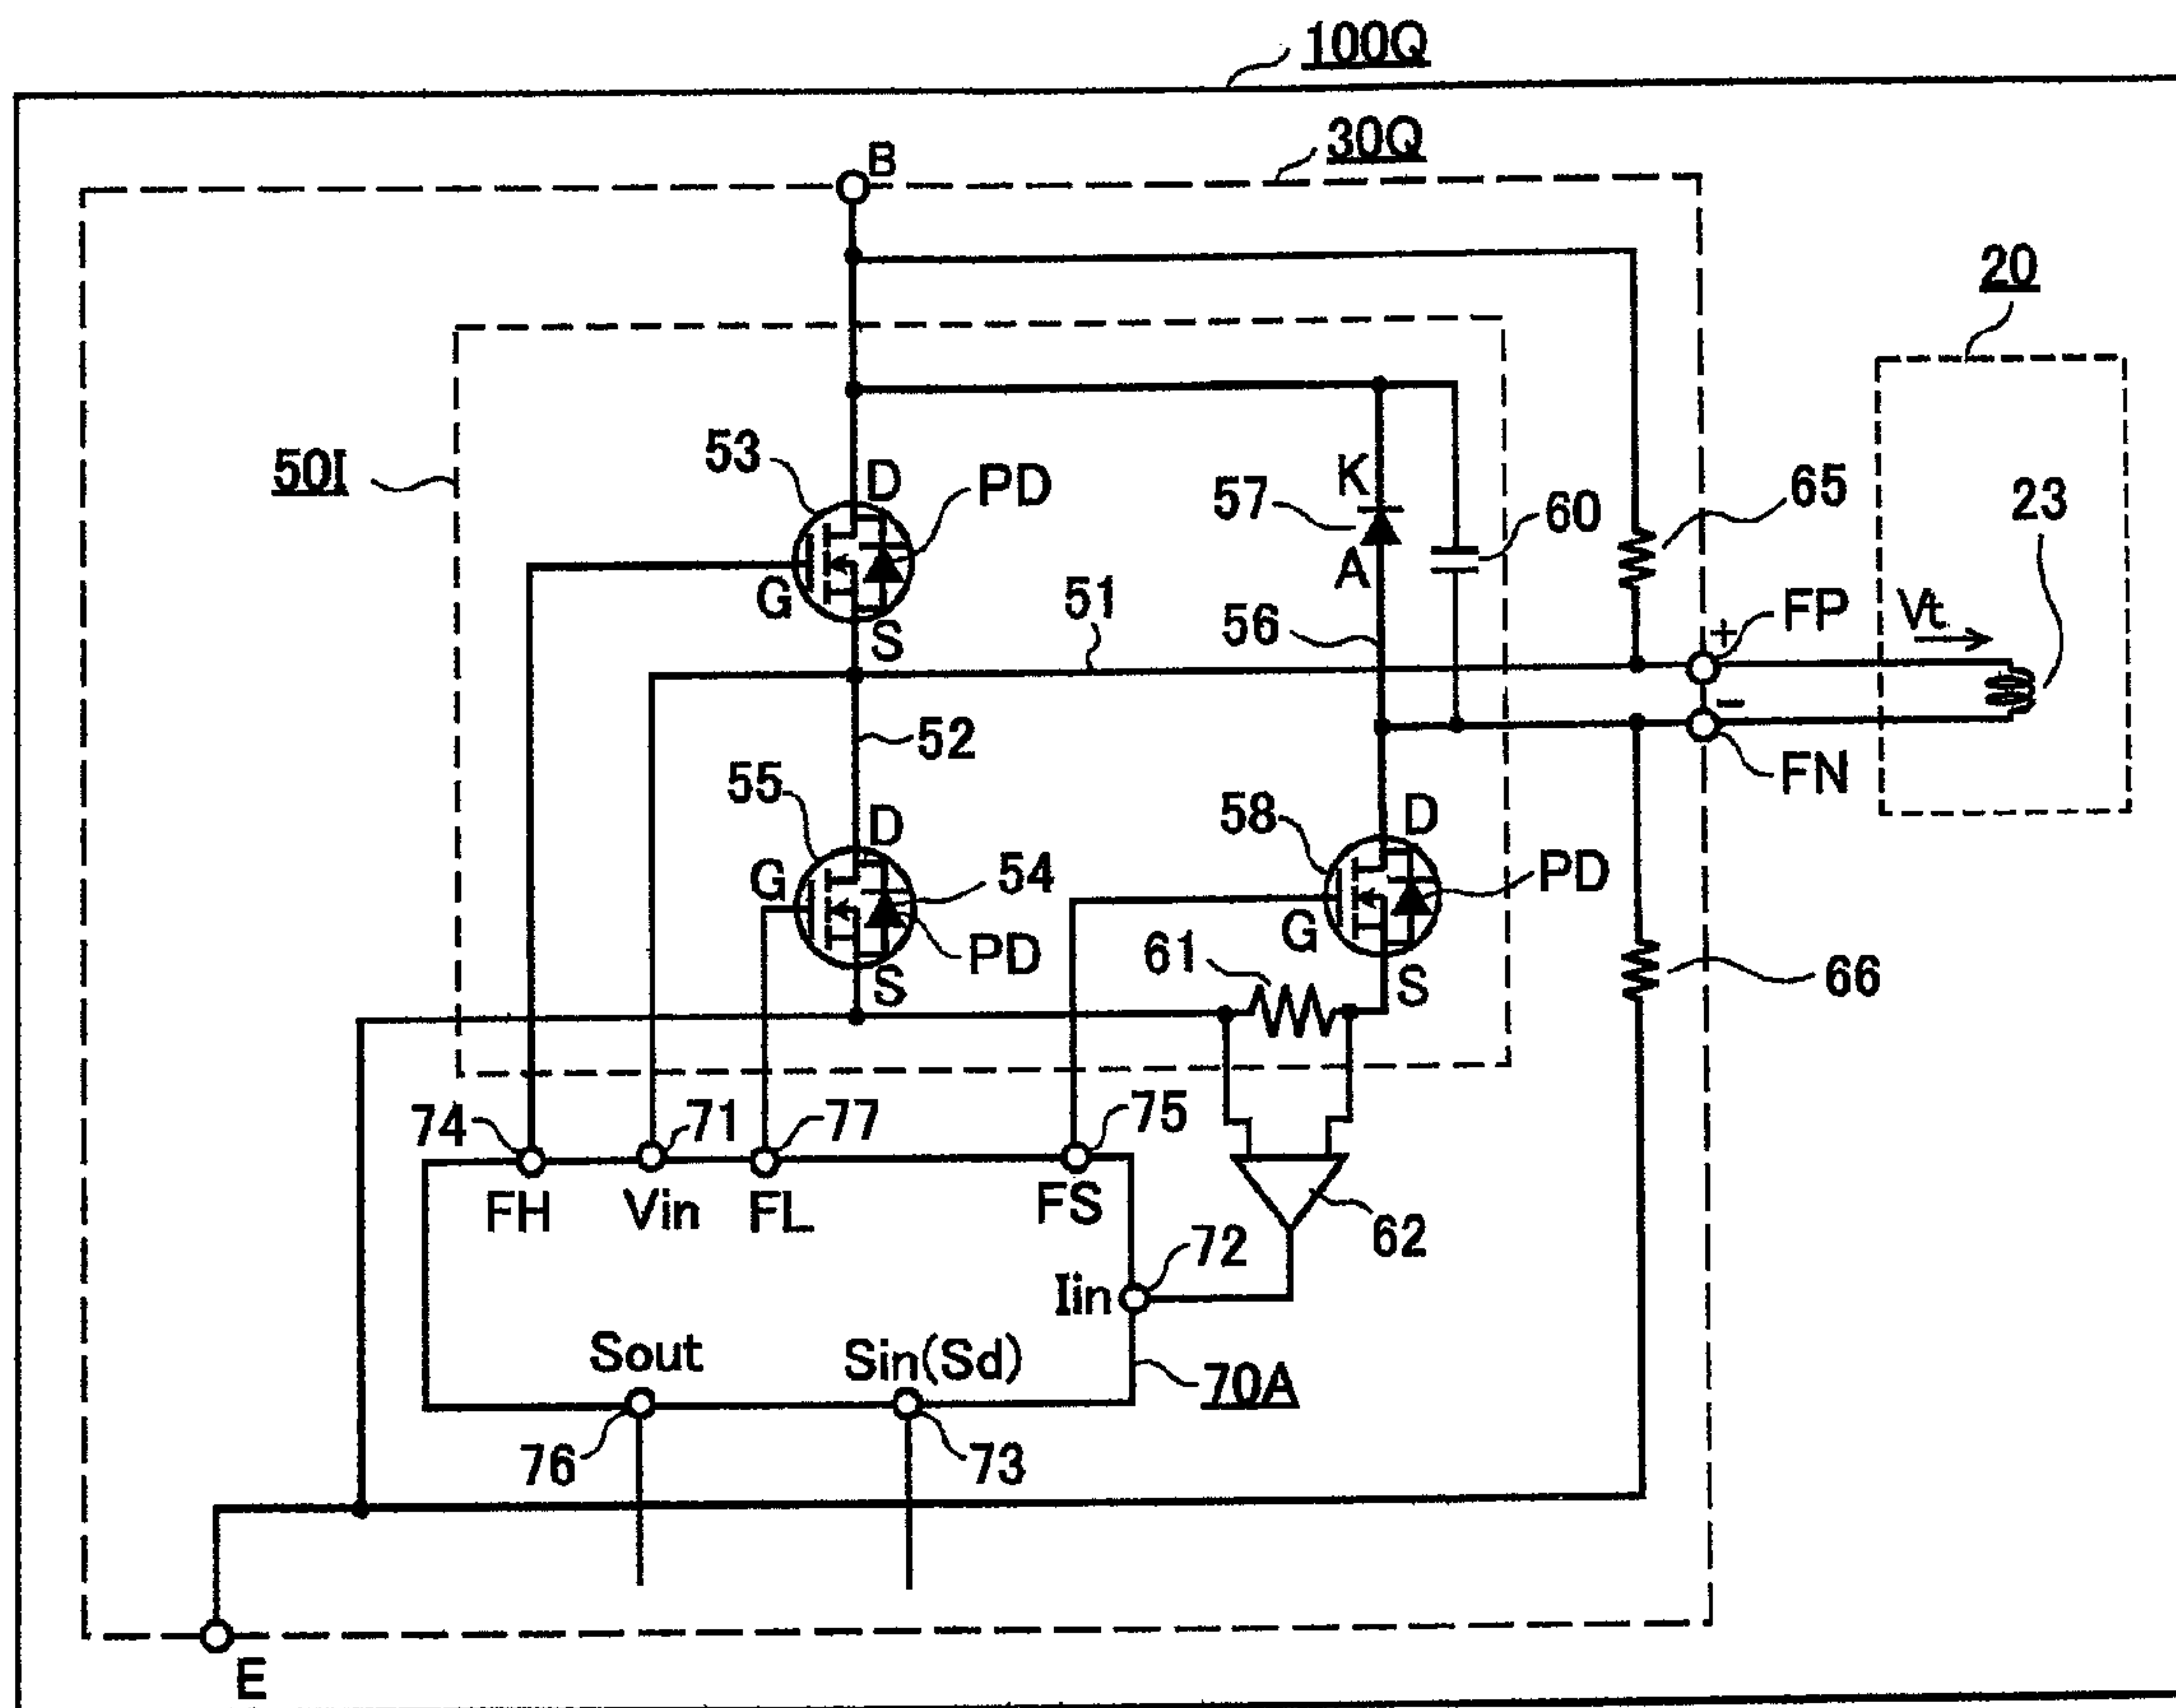 100Q
30Q
B
20
50I
53
D
PD
K
57
A
60
65
23
G
S
51
56
FP
Vt
+
-
52
FN
55
D
58
D
G
54
PD
PD
G
61
S
S
66
74
71
77
75
FH
Vin
FL
FS
62
72
Iin
Sout
Sin(Sd)
70A
76
73
E